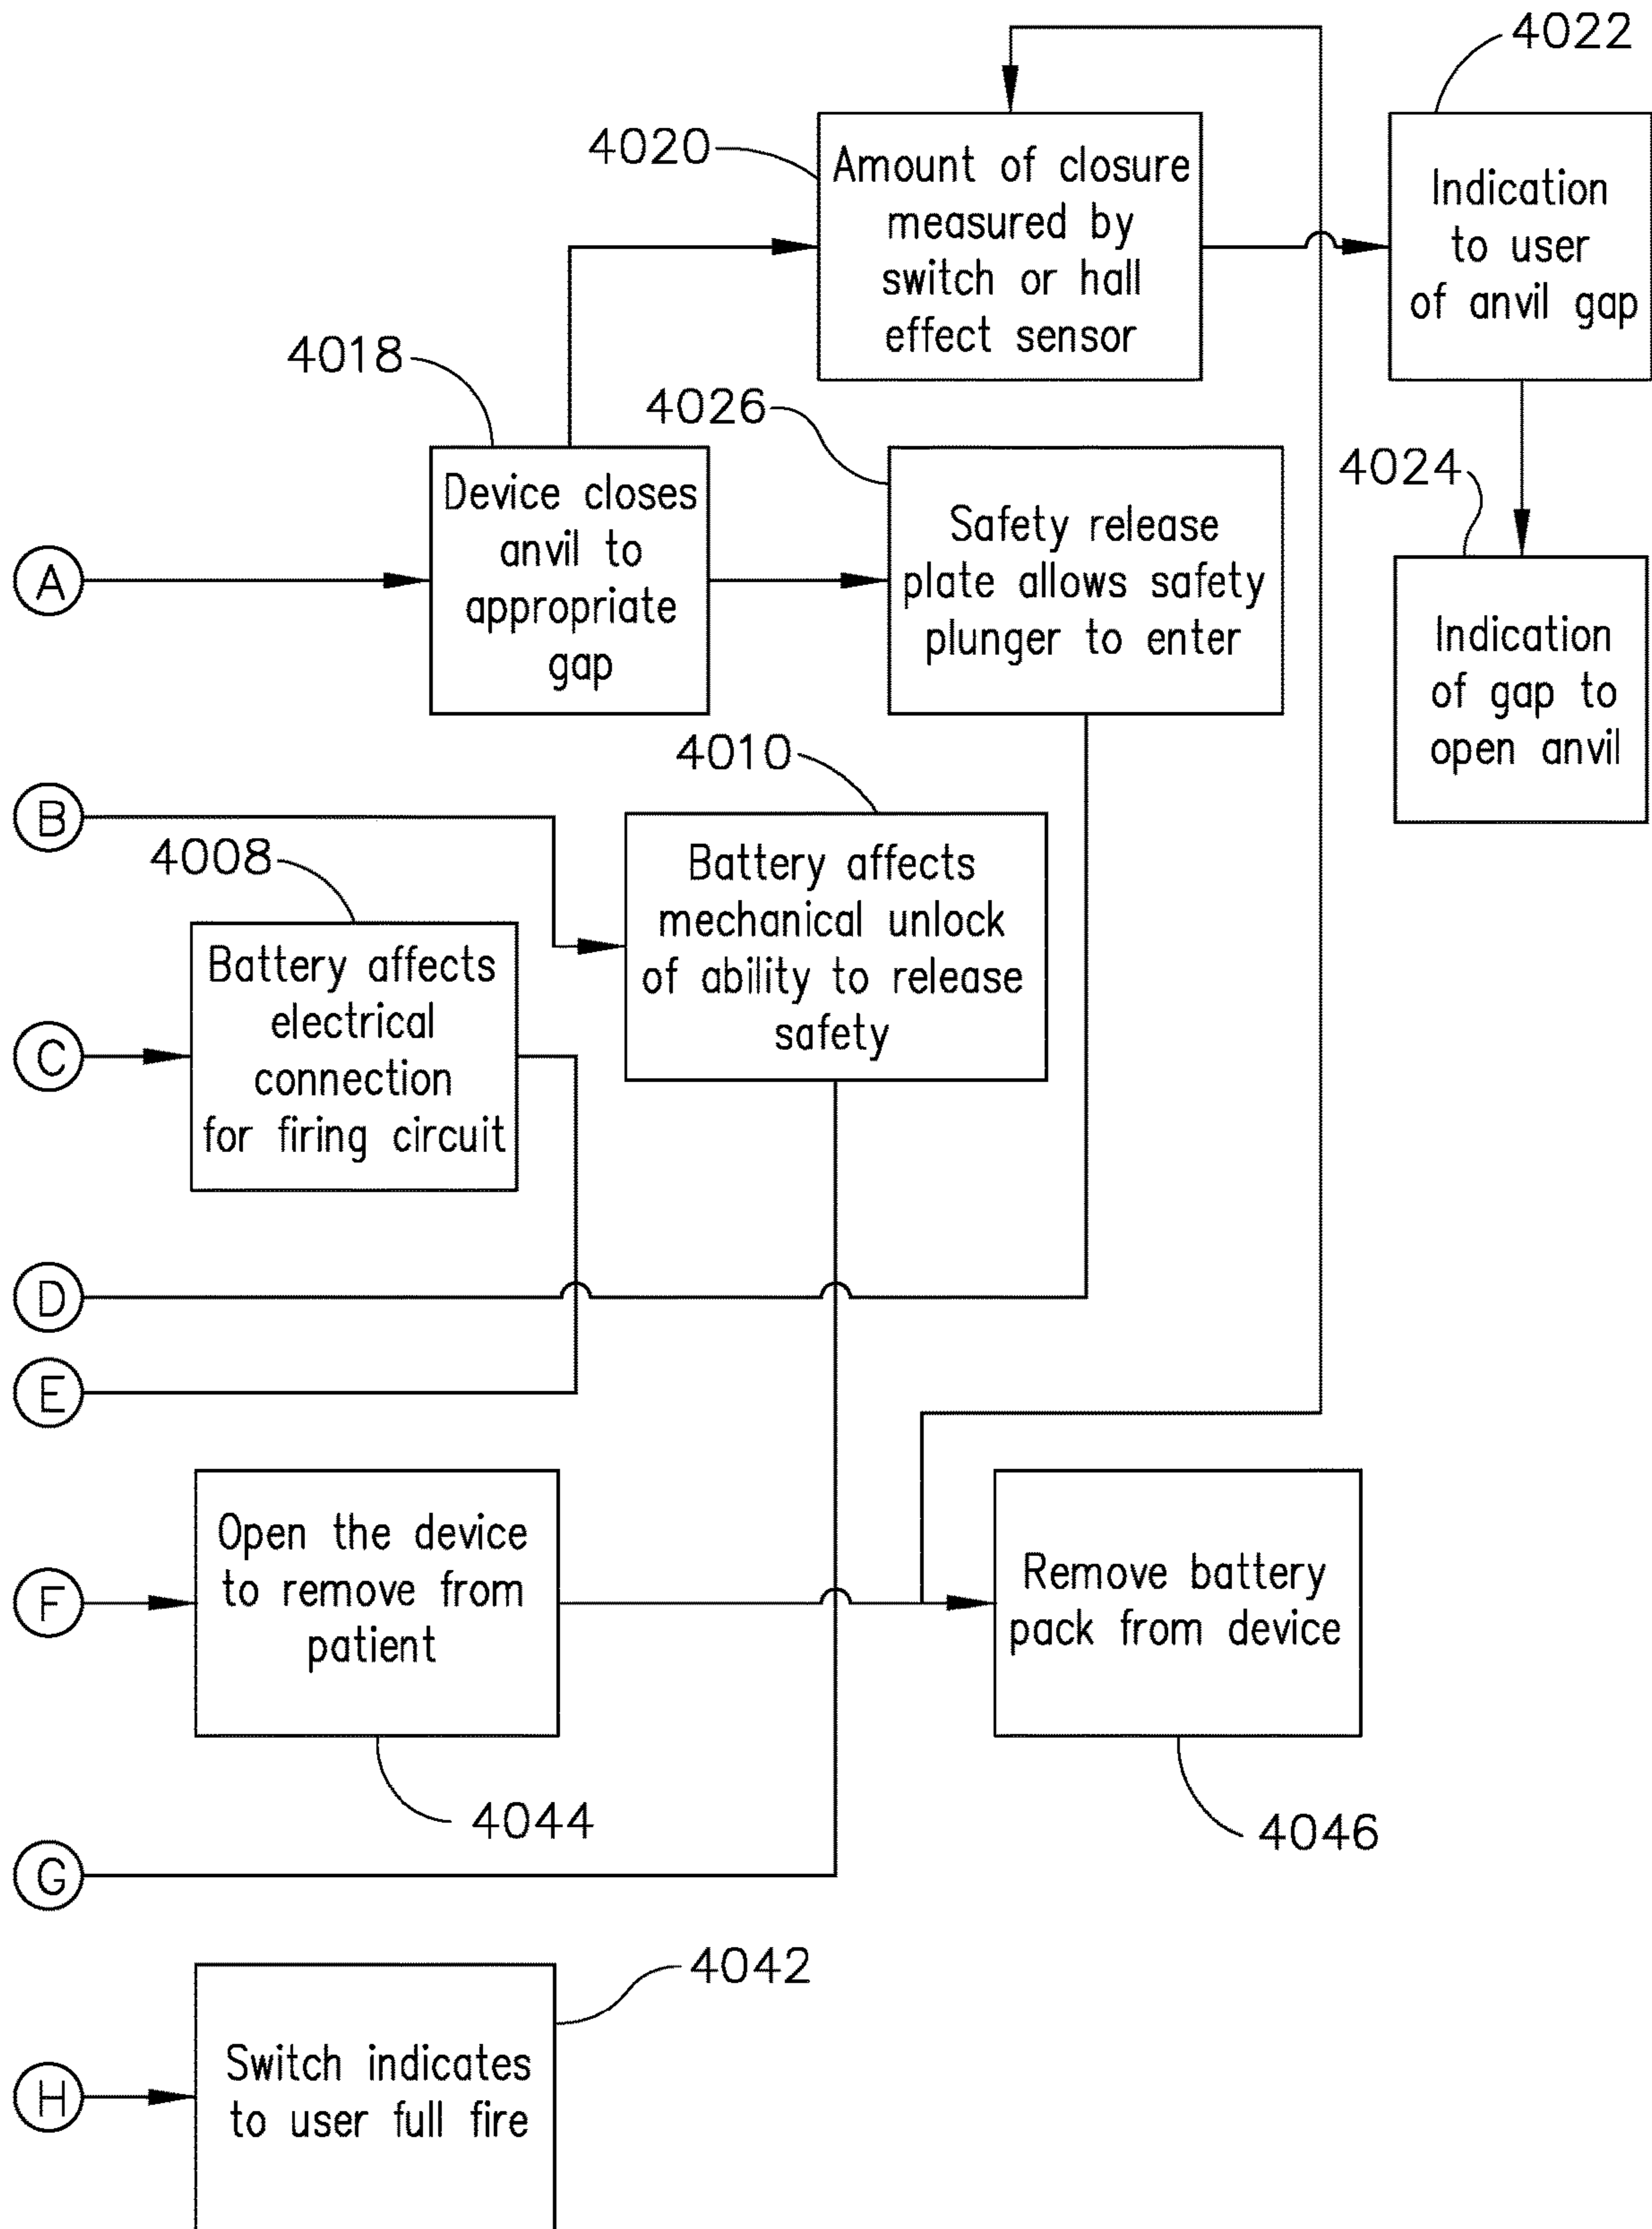 4022
4020
Amount of closure
measured by
switch or hall
effect sensor
Indication
to user
of anvil gap
4018
4026
4024
Device closes
anvil to
appropriate
gap
Safety release
plate allows safety
plunger to enter
A
Indication
of gap to
open anvil
4010
B
4008
Battery affects
mechanical unlock
of ability to release
safety
Battery affects
electrical
connection
for firing circuit
C
D
E
Open the device
to remove from
patient
F
Remove battery
pack from device
4044
4046
G
4042
Switch indicates
to user full fire
H